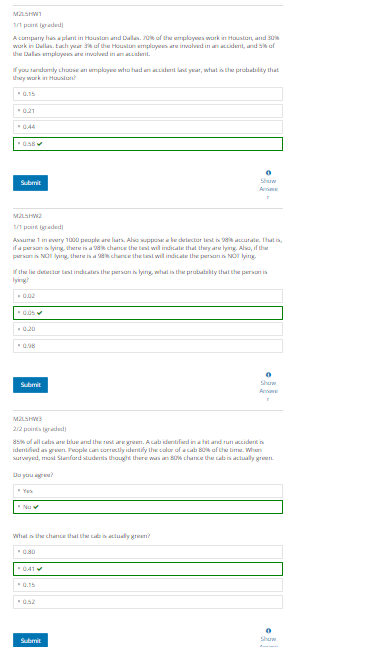 M2L5HW1
1/1 point (graded)
A company has a plant in Houston and Dallas. 70% of the employees work in Houston, and 30%
work in Dallas. Each year 3% of the Houston employees are involved in an accident, and 5% of
the Dallas employees are involved in an accident.
If you randomly choose an employee who had an accident last year, what is the probability that
they work in Houston?
0.15
0.21
0.44
0.58 ✔
Submit
Show
Answe
r
M2L5HW2
1/1 point (graded)
Assume 1 in every 1000 people are liars. Also suppose a lie detector test is 98% accurate. That is,
if a person is lying, there is a 98% chance the test will indicate that they are lying. Also, if the
person is NOT lying, there is a 98% chance the test will indicate the person is NOT lying.
If the lie detector test indicates the person is lying, what is the probability that the person is
lying?
0.02
0.05 ✔
0.20
0.98
Submit
Show
Answe
r
M2L5HW3
2/2 points (graded)
85% of all cabs are blue and the rest are green. A cab identified in a hit and run accident is
identified as green. People can correctly identify the color of a cab 80% of the time. When
surveyed, most Stanford students thought there was an 80% chance the cab is actually green.
Do you agree?
Yes
No ✔
What is the chance that the cab is actually green?
0.80
0.41 ✔
0.15
0.52
Submit
Show
Answe